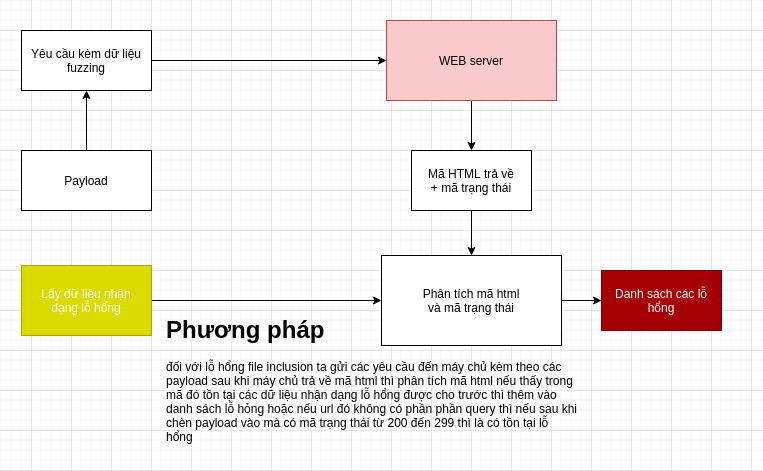 Yêu cầu kèm dữ liệu
fuzzing
WEB server
Payload
Mã HTML trả về
+ mã trạng thái
Lấy dữ liệu nhận
dạng lỗ hổng
Phân tích mã html
và mã trạng thái
Danh sách các lỗ
hổng
Phương pháp
đối với lỗ hổng file inclusion ta gửi các yêu cầu đến máy chủ kèm theo các
payload sau khi máy chủ trả về mã html thì phân tích mã html nếu thấy trong
mã đó tồn tại các dữ liệu nhận dạng lỗ hổng được cho trước thì thêm vào
danh sách lỗ hỏng hoặc nếu url đó không có phần phần query thì nếu sau khi
chèn payload vào mà có mã trạng thái từ 200 đến 299 thì là có tồn tại lỗ
hổng